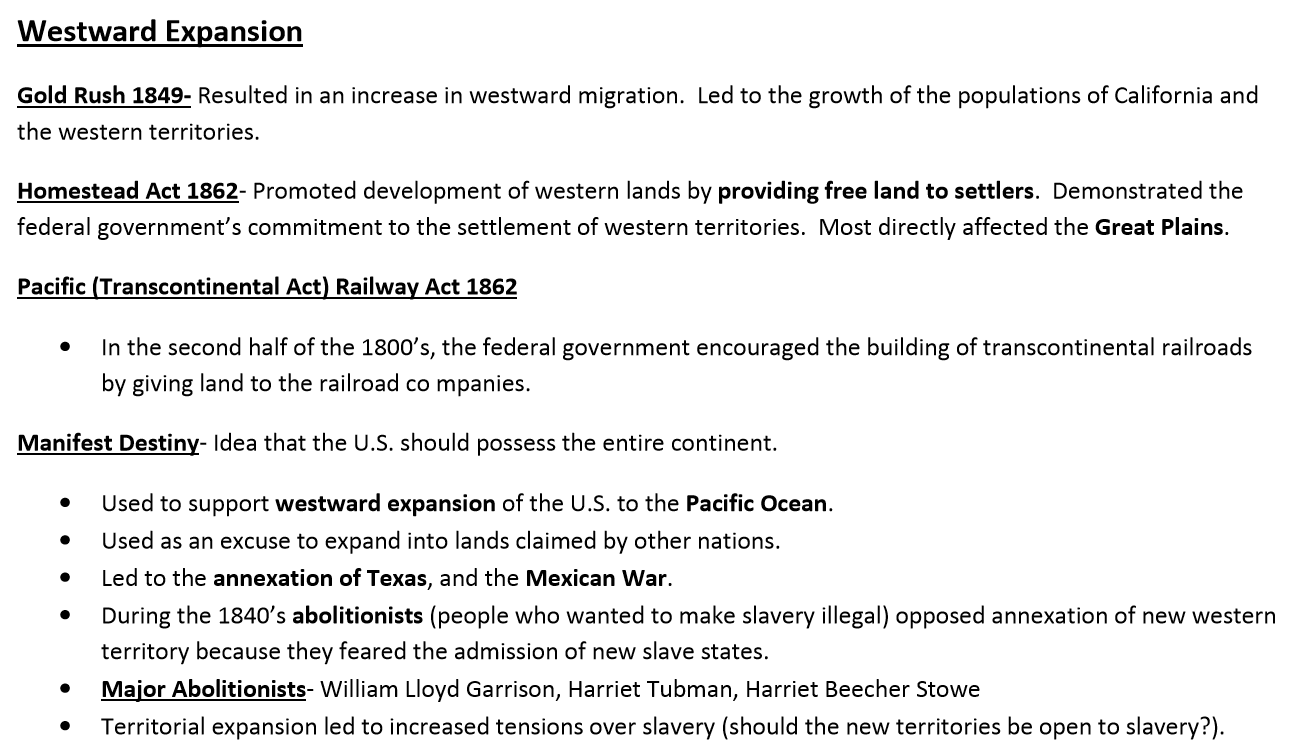 Westward Expansion
Gold Rush 1849- Resulted in an increase in westward migration.  Led to the growth of the populations of California and
the western territories.
Homestead Act 1862- Promoted development of western lands by providing free land to settlers.  Demonstrated the
federal government’s commitment to the settlement of western territories.  Most directly affected the Great Plains.
Pacific (Transcontinental Act) Railway Act 1862
• In the second half of the 1800’s, the federal government encouraged the building of transcontinental railroads
by giving land to the railroad co mpanies.
Manifest Destiny- Idea that the U.S. should possess the entire continent.
• Used to support westward expansion of the U.S. to the Pacific Ocean.
• Used as an excuse to expand into lands claimed by other nations.
• Led to the annexation of Texas, and the Mexican War.
• During the 1840’s abolitionists (people who wanted to make slavery illegal) opposed annexation of new western
territory because they feared the admission of new slave states.
• Major Abolitionists- William Lloyd Garrison, Harriet Tubman, Harriet Beecher Stowe
• Territorial expansion led to increased tensions over slavery (should the new territories be open to slavery?).